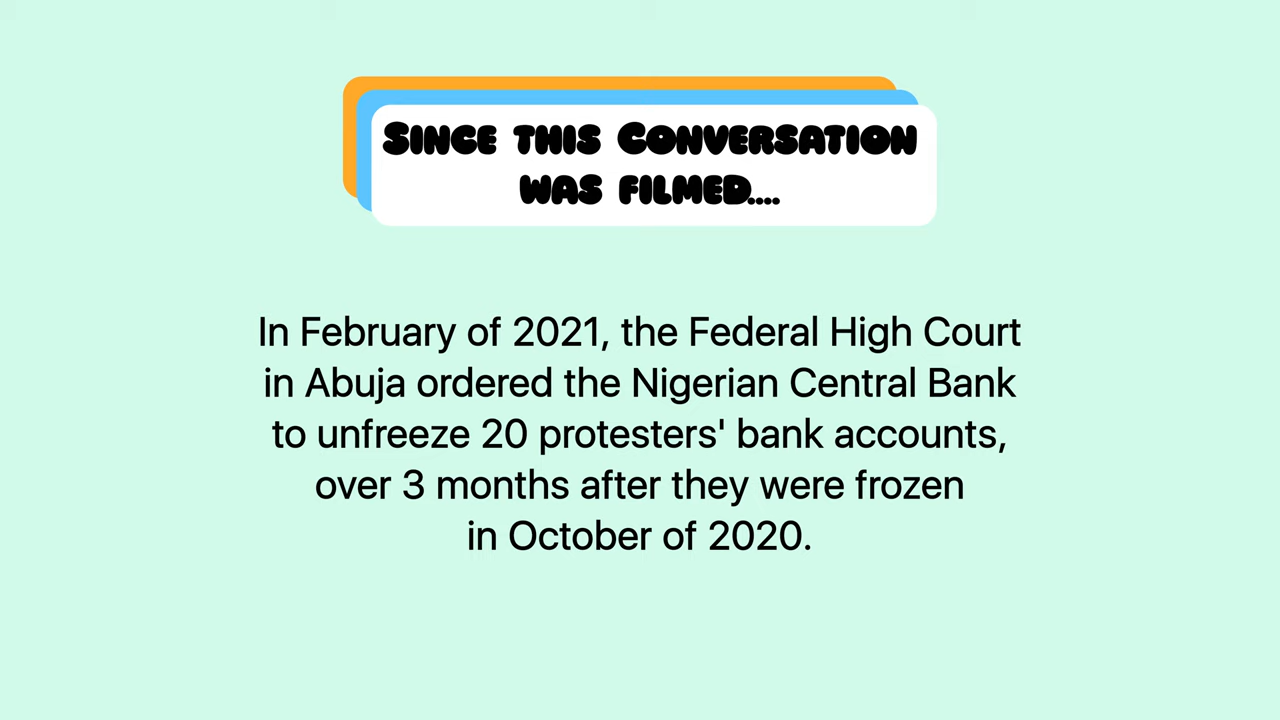 Since this Conversation
was filmed....
In February of 2021, the Federal High Court
in Abuja ordered the Nigerian Central Bank
to unfreeze 20 protesters' bank accounts,
over 3 months after they were frozen
in October of 2020.